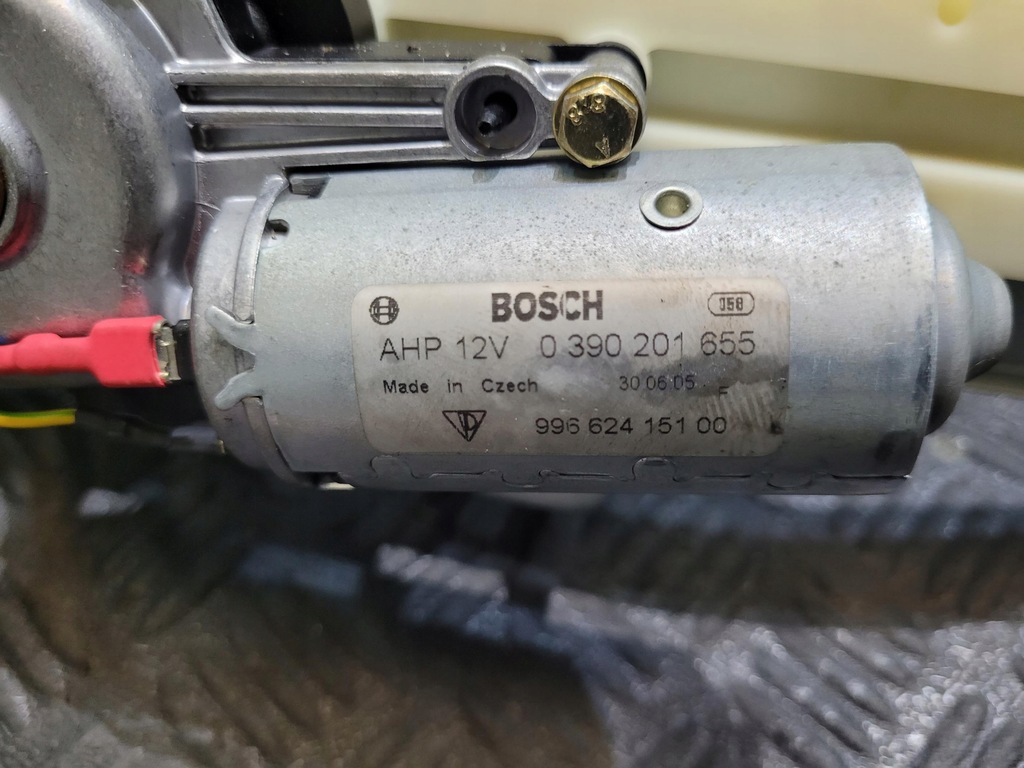 8.8
BOSCH 058
AHP 12V 0 390 201 655
Made in Czech 30 06 05 F
996 624 151 00